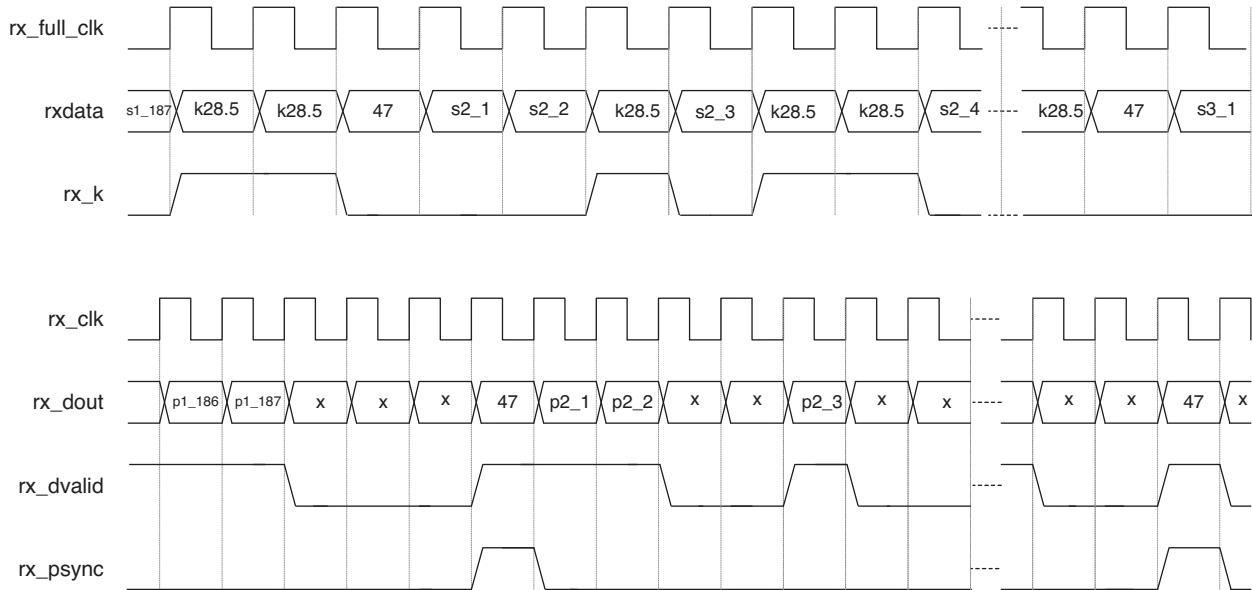 rx_full_clk
rxdata s1_187 k28.5 k28.5 47 s2_1 s2_2 k28.5 s2_3 k28.5 k28.5 s2_4 k28.5 47 s3_1
rx_k
rx_clk
rx_dout p1_186 p1_187 x x x 47 p2_1 p2_2 x x p2_3 x x x x 47 x
rx_dvalid
rx_psync